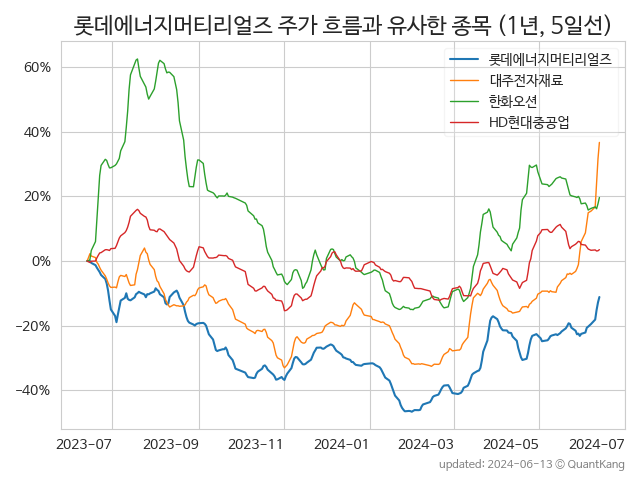 롯데에너지머티리얼즈 주가 흐름과 유사한 종목 (1년, 5일선)
롯데에너지머티리얼즈
대주전자재료
한화오션
HD현대중공업
60%
40%
20%
0%
−20%
−40%
2023-07 2023-09 2023-11 2024-01 2024-03 2024-05 2024-07
updated: 2024-06-13 © QuantKang